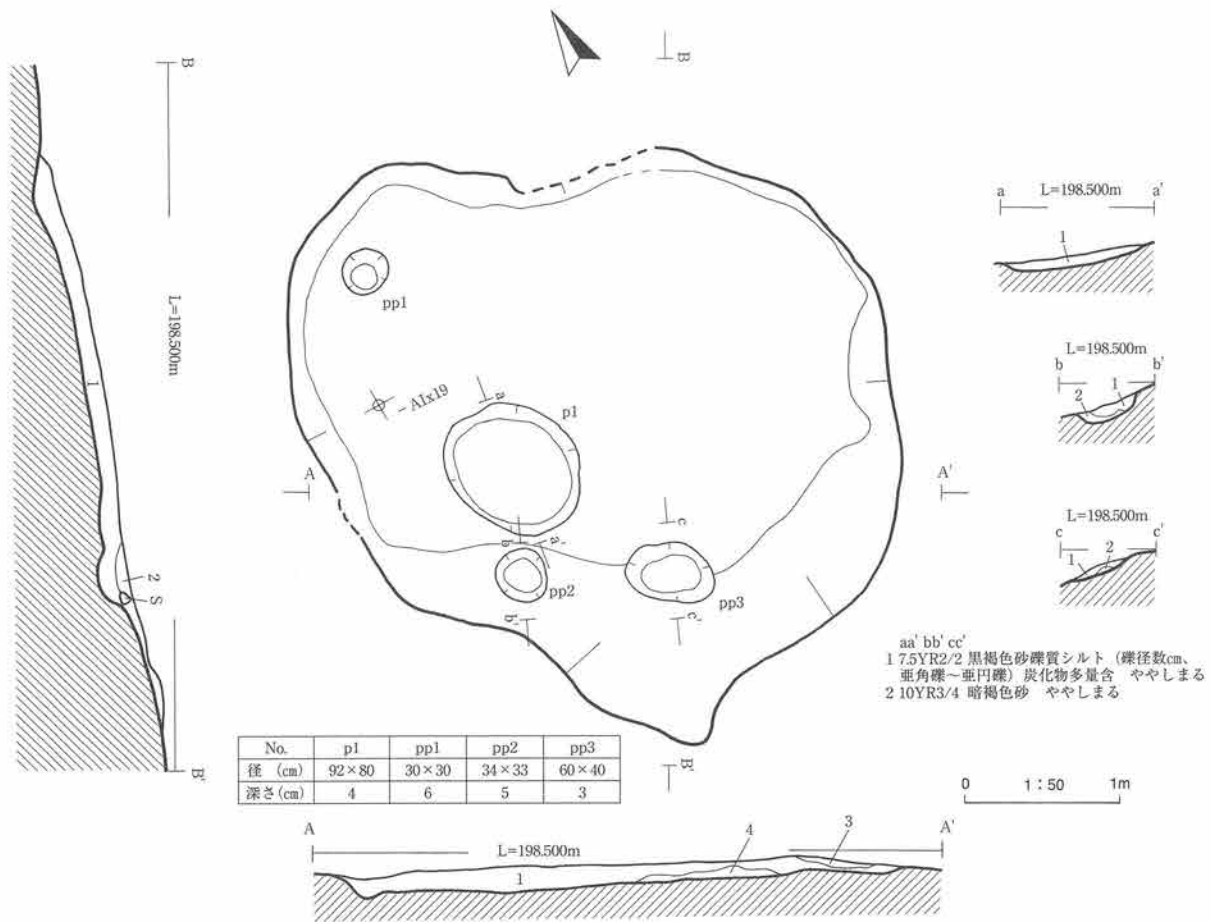 B
L=198.500m
1
2
S
B'
B
pp1
AIx19
a
p1
A
A'
b
a'
c
pp2
pp3
b'
c'
B'
a L=198.500m a'
1
L=198.500m
b b'
2 1
L=198.500m
c c'
1 2
aa' bb' cc'
1 7.5YR2/2 黒褐色砂礫質シルト（礫径数cm、
亜角礫～亜円礫）炭化物多量含 ややしまる
2 10YR3/4 暗褐色砂 ややしまる
No. p1 pp1 pp2 pp3
径 (cm) 92×80 30×30 34×33 60×40
深さ(cm) 4 6 5 3
0 1：50 1m
A A'
L=198.500m
4 3
1